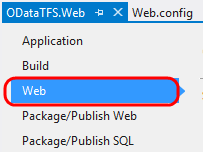 ODataTFS.Web Web.config
Application
Build
Web
Package/Publish Web
Package/Publish SQL